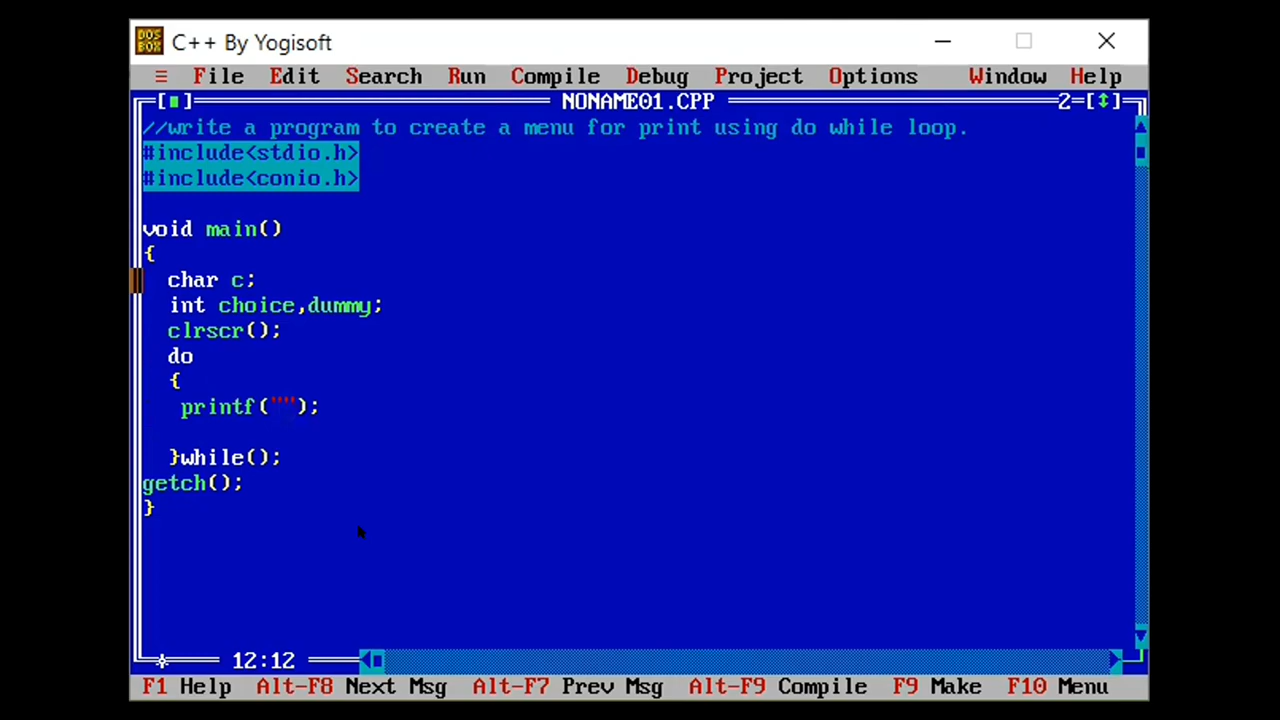 DOS BOX C++ By Yogisoft
≡ File Edit Search Run Compile Debug Project Options Window Help
[■] NONAME01.CPP 2=[↕]
//write a program to create a menu for print using do while loop.
#include<stdio.h>
#include<conio.h>
void main()
{
char c;
int choice,dummy;
clrscr();
do
{
printf("");
}while();
getch();
}
12:12
F1 Help Alt-F8 Next Msg Alt-F7 Prev Msg Alt-F9 Compile F9 Make F10 Menu